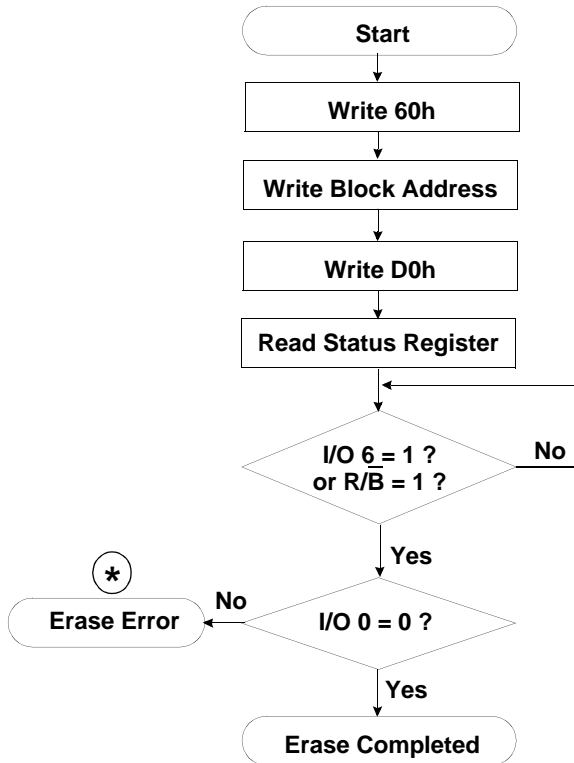 Start
Write 60h
Write Block Address
Write D0h
Read Status Register
I/O 6 = 1 ?
or R/B̅ = 1 ?
No
Yes
*
No
Erase Error
I/O 0 = 0 ?
Yes
Erase Completed